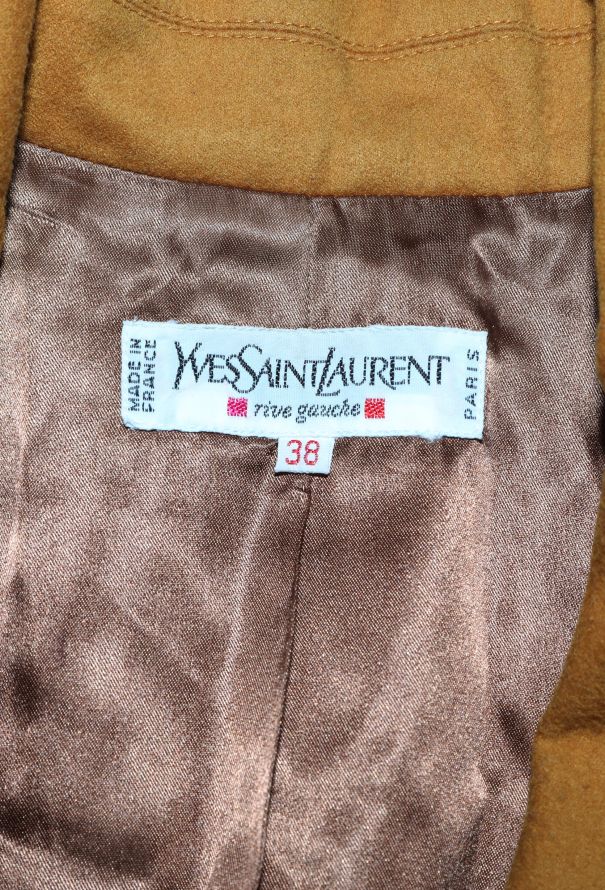 MADE IN
FRANCE
YVESSAINTLAURENT
rive gauche
PARIS
38